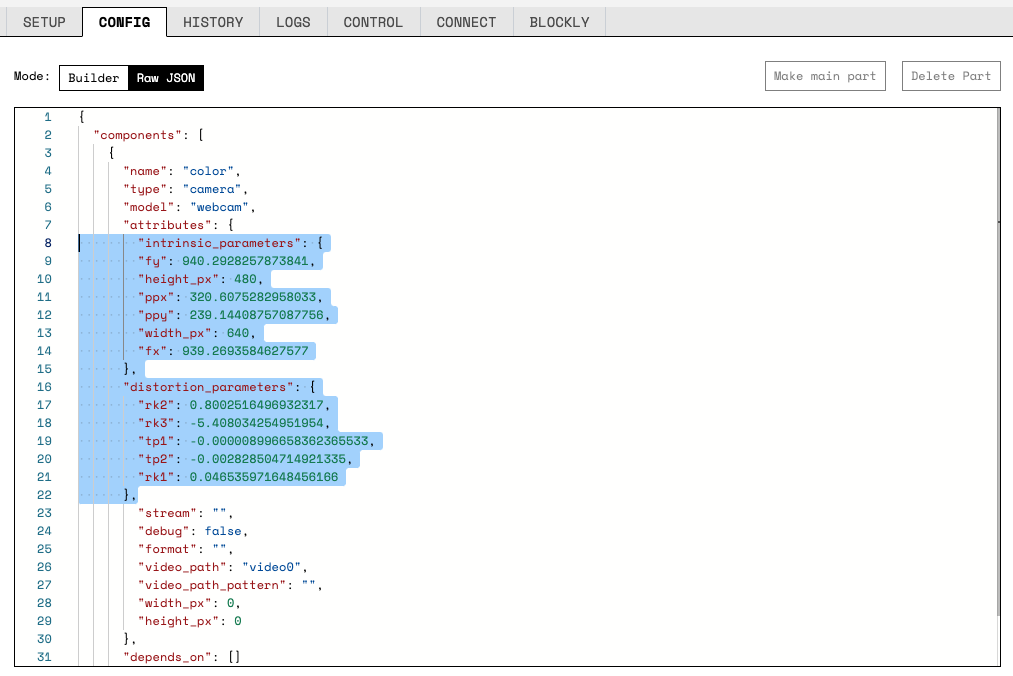 SETUP CONFIG HISTORY LOGS CONTROL CONNECT BLOCKLY
Mode: Builder Raw JSON Make main part Delete Part
1 {
2 "components": [
3 {
4 "name": "color",
5 "type": "camera",
6 "model": "webcam",
7 "attributes": {
8 "intrinsic_parameters": {
9 "fy": 940.2928257873841,
10 "height_px": 480,
11 "ppx": 320.6075282958033,
12 "ppy": 239.14408757087756,
13 "width_px": 640,
14 "fx": 939.2693584627577
15 },
16 "distortion_parameters": {
17 "rk2": 0.8002516496932317,
18 "rk3": -5.408034254951954,
19 "tp1": -0.000008996658362365533,
20 "tp2": -0.002828504714921335,
21 "rk1": 0.046535971648456166
22 },
23 "stream": "",
24 "debug": false,
25 "format": "",
26 "video_path": "video0",
27 "video_path_pattern": "",
28 "width_px": 0,
29 "height_px": 0
30 },
31 "depends_on": []